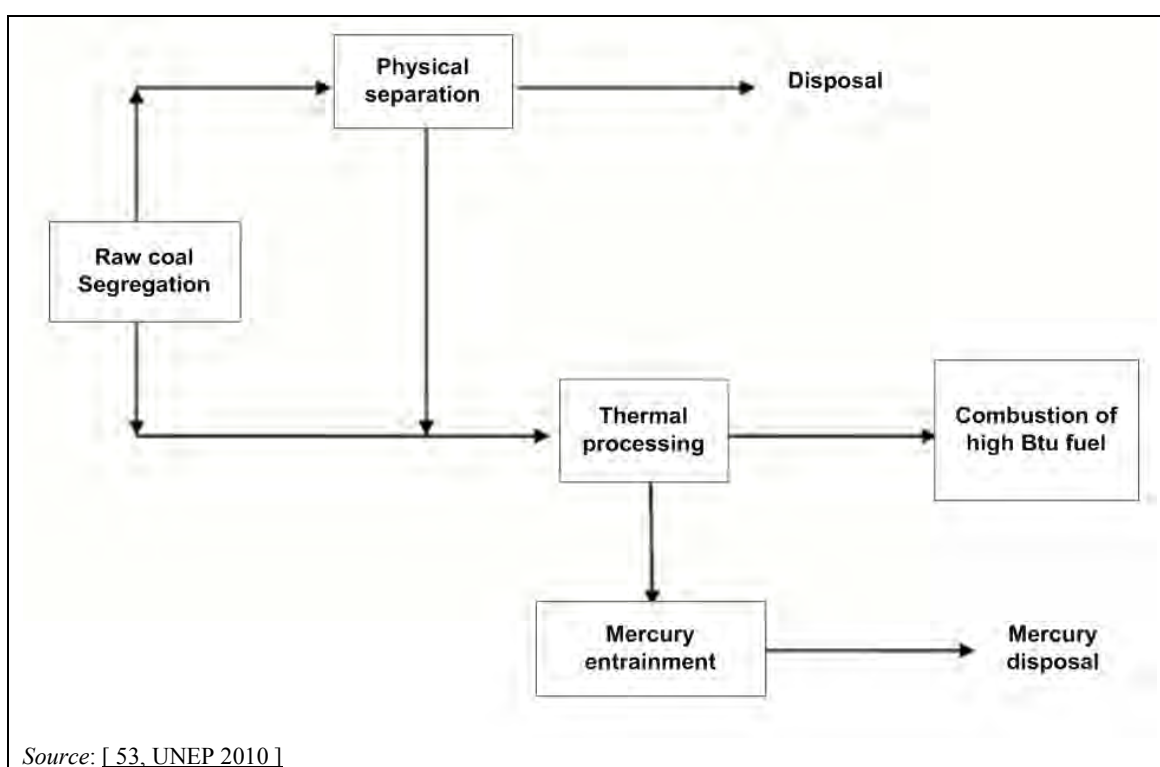 Physical
separation
Disposal
Raw coal
Segregation
Thermal
processing
Combustion of
high Btu fuel
Mercury
entrainment
Mercury
disposal
Source: [ 53, UNEP 2010 ]